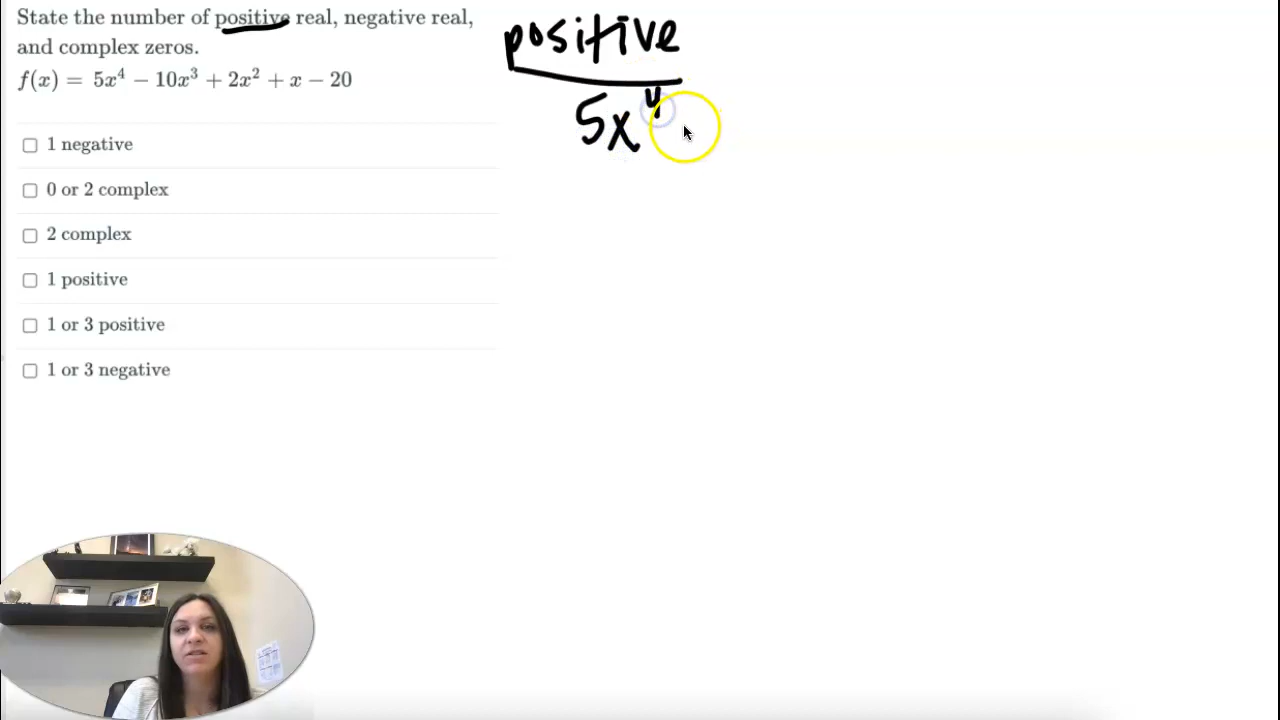 State the number of positive real, negative real,
and complex zeros.
f(x) = 5x⁴ − 10x³ + 2x² + x − 20
1 negative
0 or 2 complex
2 complex
1 positive
1 or 3 positive
1 or 3 negative
positive
5x⁴